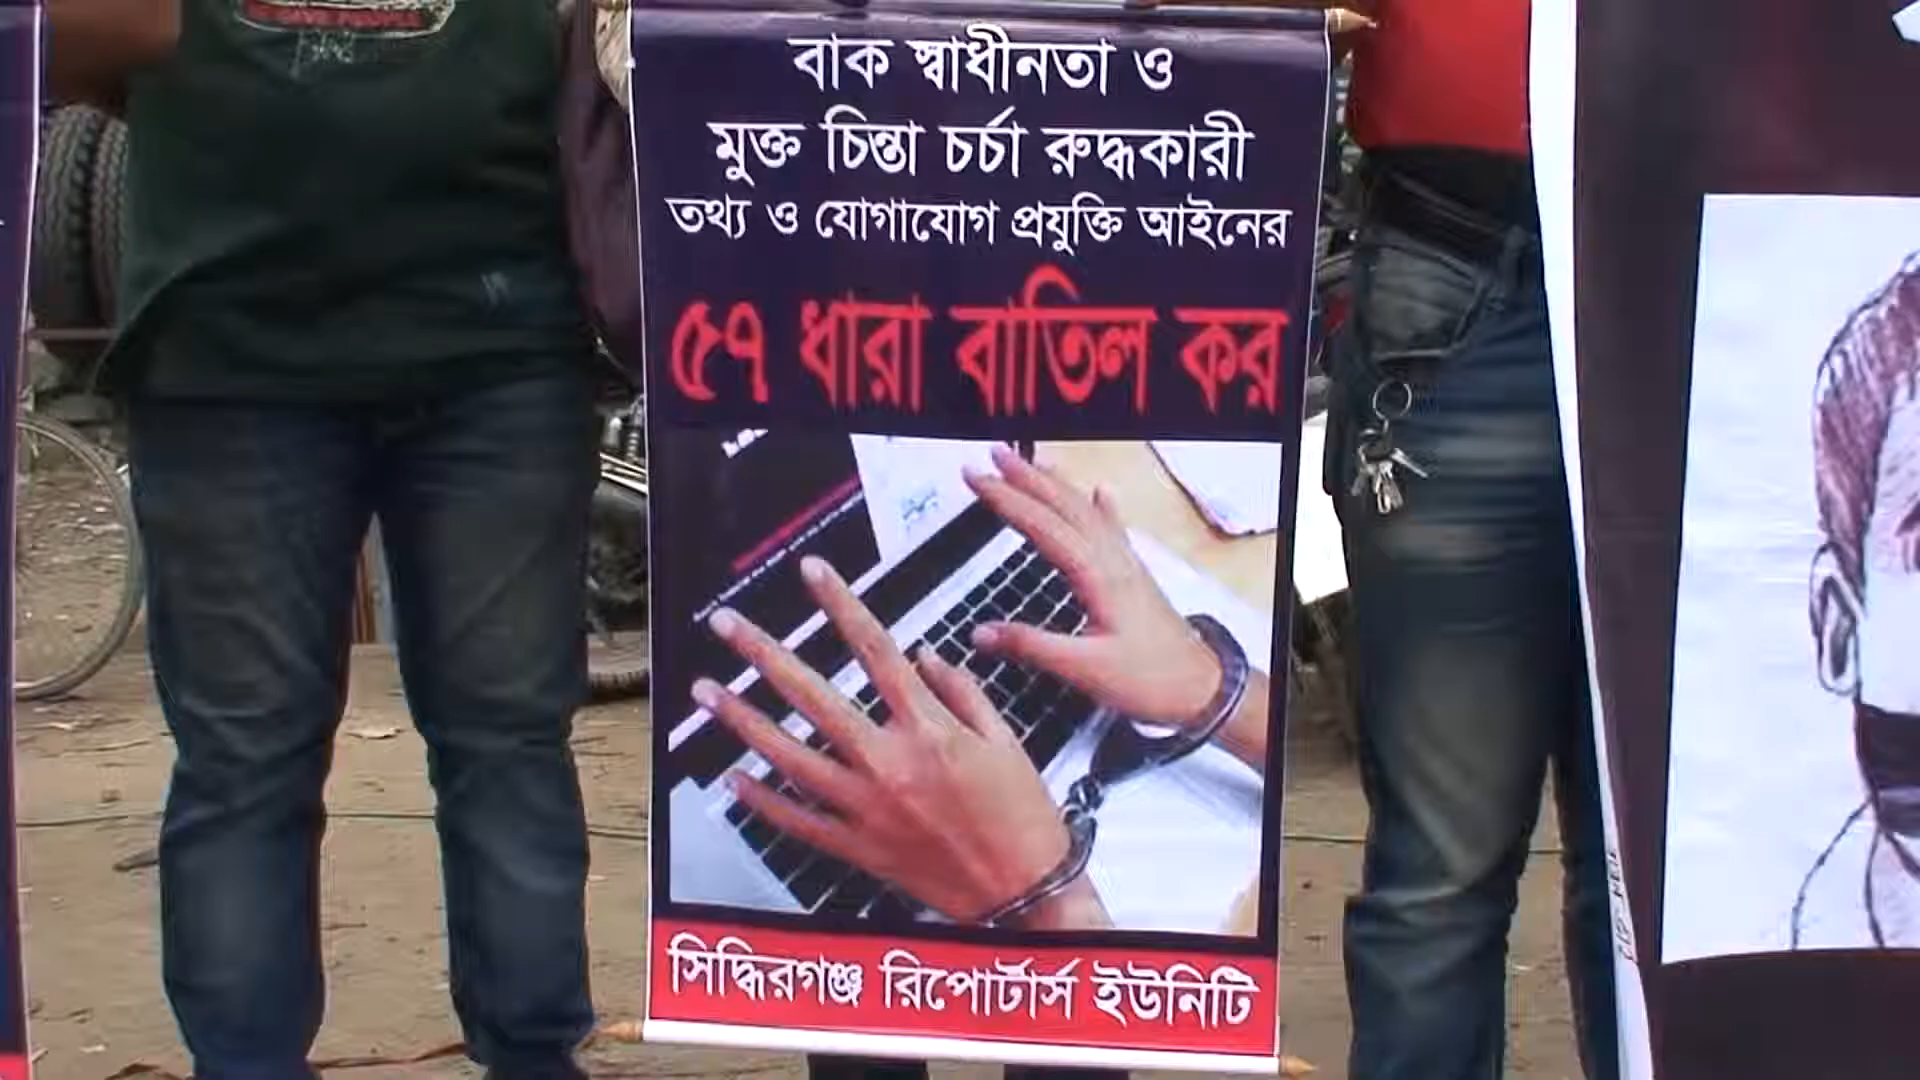 বাক স্বাধীনতা ও
মুক্ত চিন্তা চর্চা রুদ্ধকারী
তথ্য ও যোগাযোগ প্রযুক্তি আইনের
৫৭ ধারা বাতিল কর
সিদ্ধিরগঞ্জ রিপোর্টার্স ইউনিটি